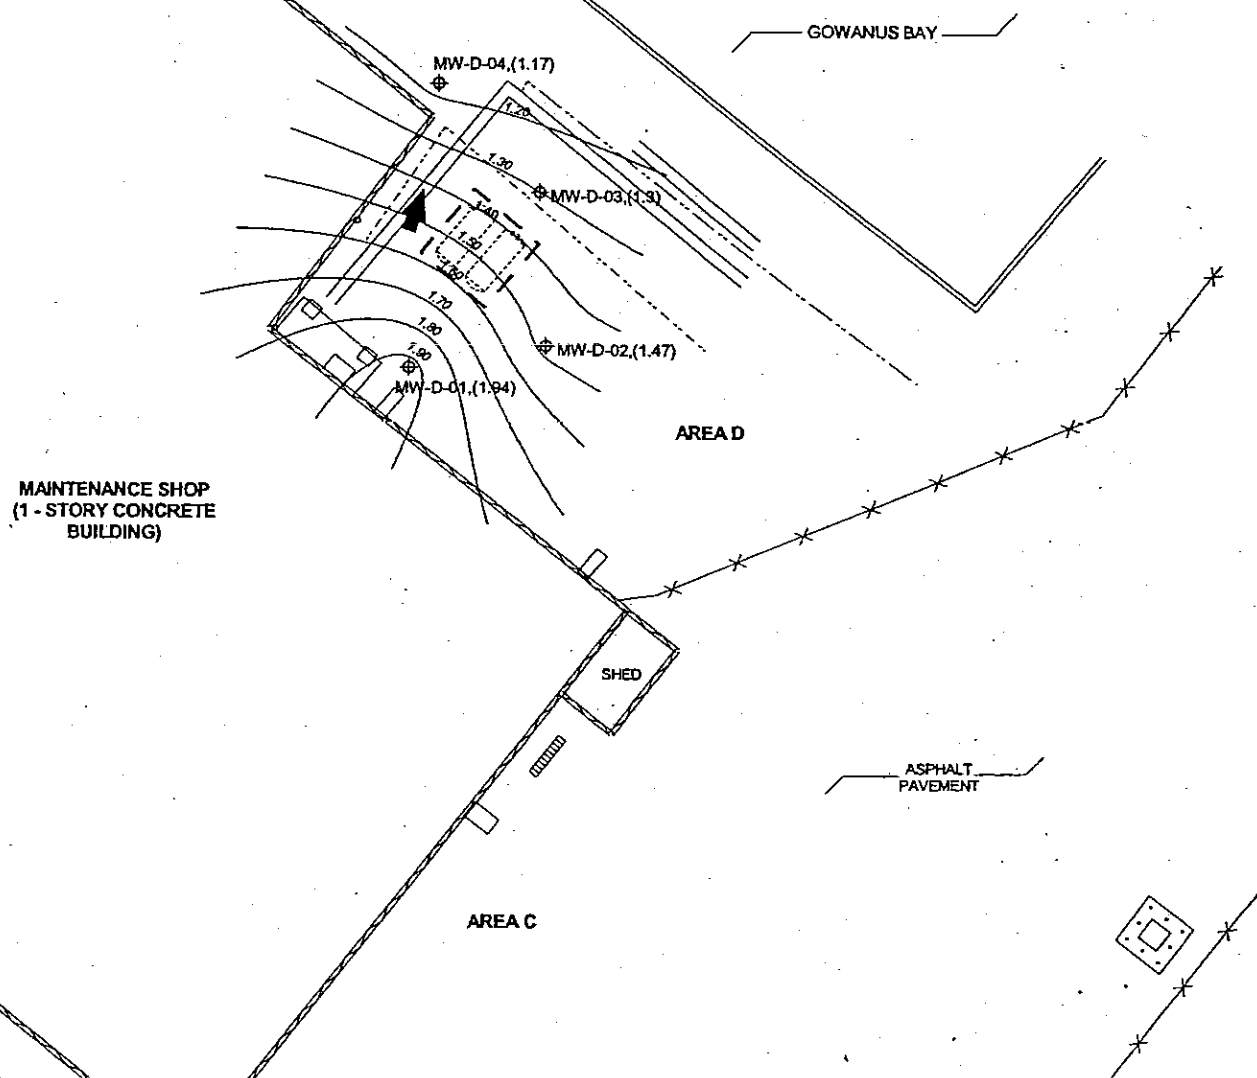 GOWANUS BAY
MW-D-04,(1.17)
1.20
1.30
MW-D-03,(1.3)
1.40
1.50
1.60
1.70
1.80
1.90
MW-D-02,(1.47)
MW-D-01,(1.94)
AREA D
MAINTENANCE SHOP
(1 - STORY CONCRETE
BUILDING)
SHED
ASPHALT
PAVEMENT
AREA C